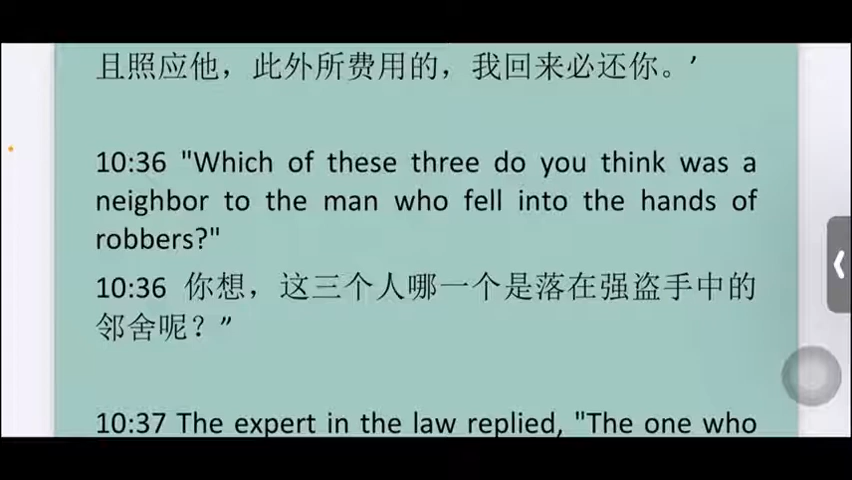 且照应他，此外所费用的，我回来必还你。’
10:36 "Which of these three do you think was a
neighbor to the man who fell into the hands of
robbers?"
10:36 你想，这三个人哪一个是落在强盗手中的
邻舍呢？”
10:37 The expert in the law replied, "The one who